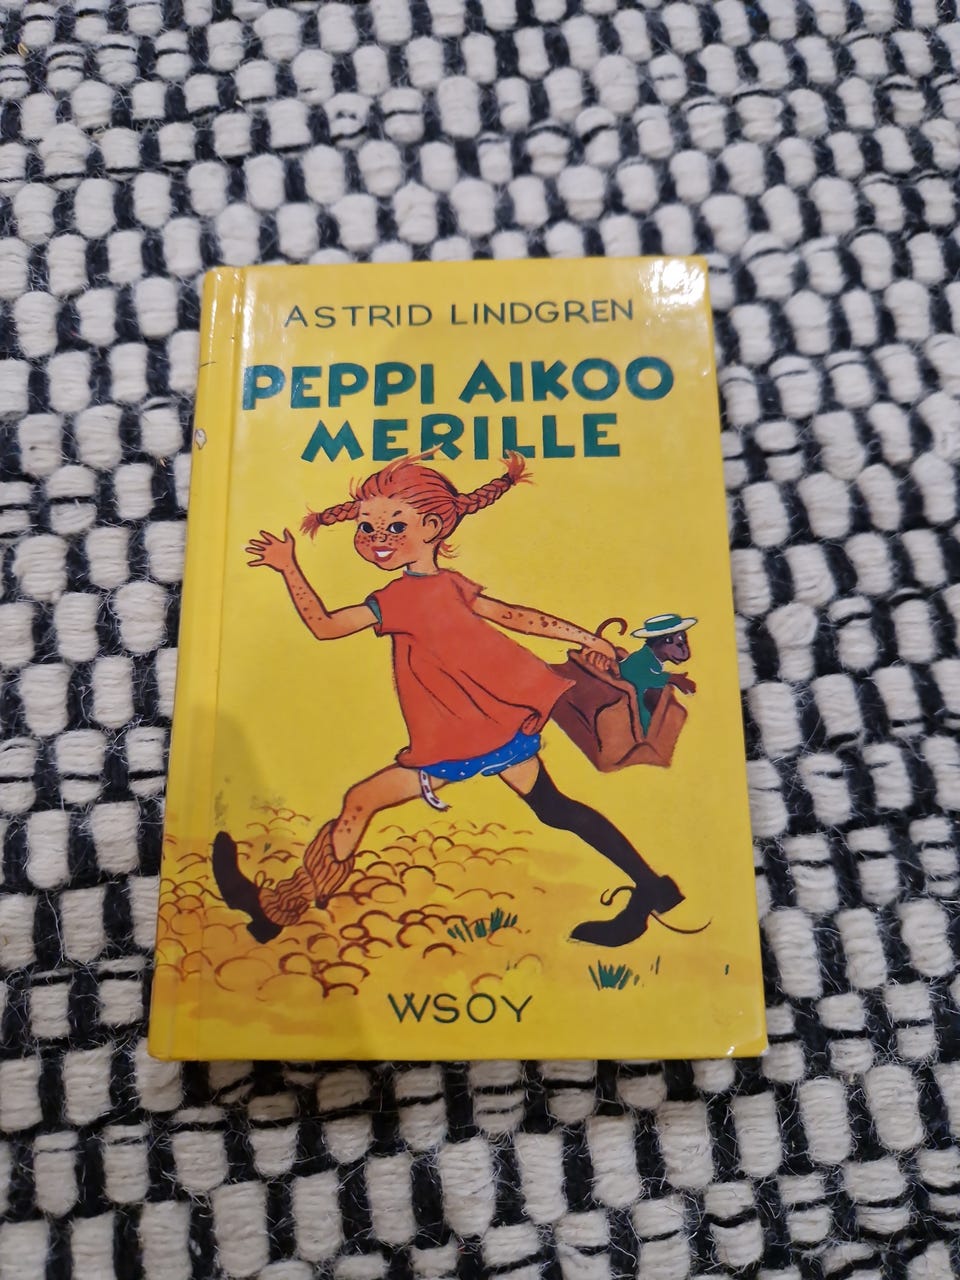 ASTRID LINDGREN
PEPPI AIKOO
MERILLE
WSOY